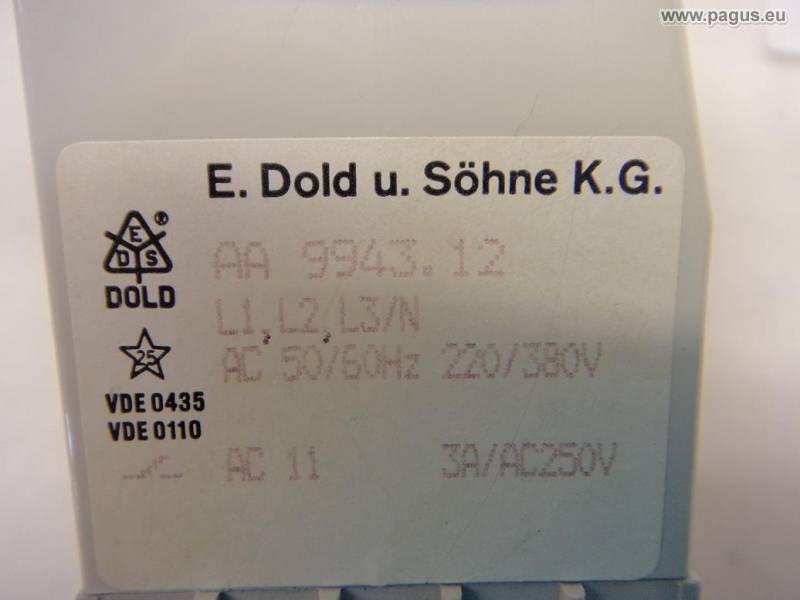 www.pagus.eu
E. Dold u. Söhne K.G.
E
D S
®
DOLD
AA 9943.12
L1,L2,L3/N
AC 50/60Hz 220/380V
25
VDE 0435
VDE 0110
AC 11 3A/AC250V